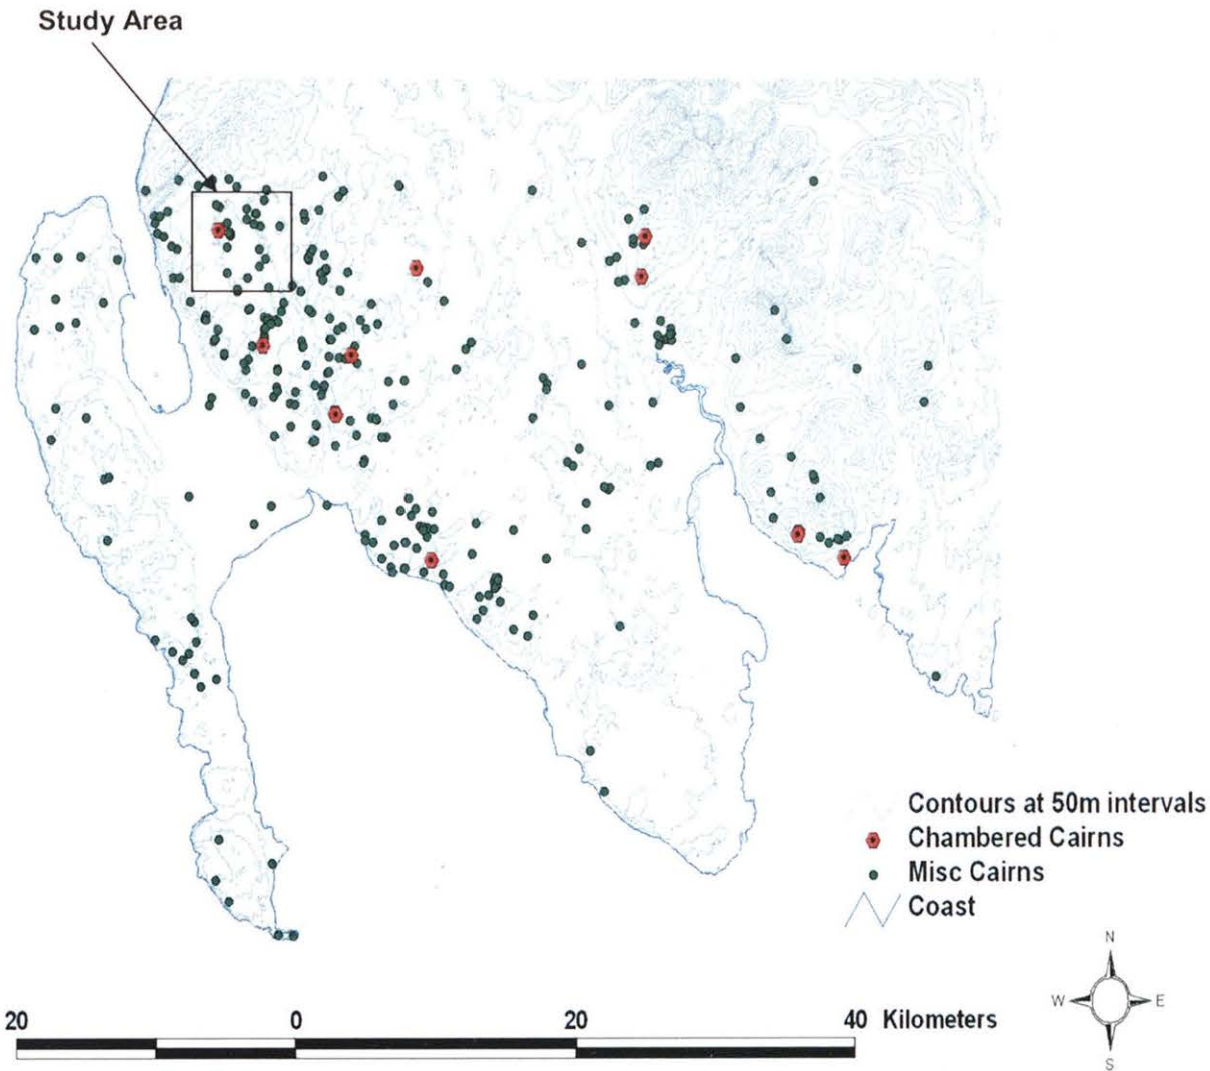 Study Area
Contours at 50m intervals
Chambered Cairns
Misc Cairns
Coast
N
W E
S
20 0 20 40 Kilometers